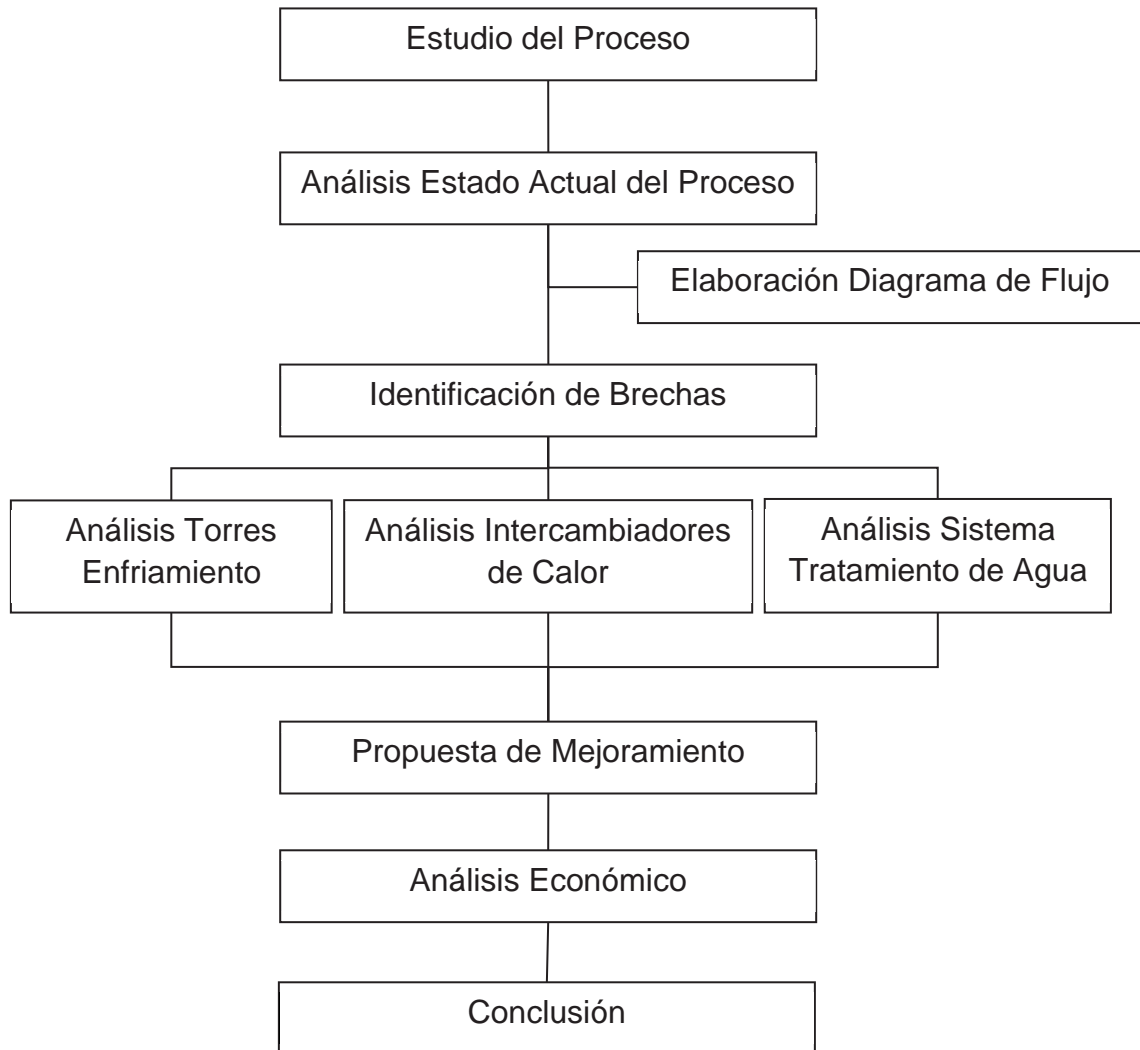 Estudio del Proceso
Análisis Estado Actual del Proceso
Elaboración Diagrama de Flujo
Identificación de Brechas
Análisis Torres
Enfriamiento
Análisis Intercambiadores
de Calor
Análisis Sistema
Tratamiento de Agua
Propuesta de Mejoramiento
Análisis Económico
Conclusión